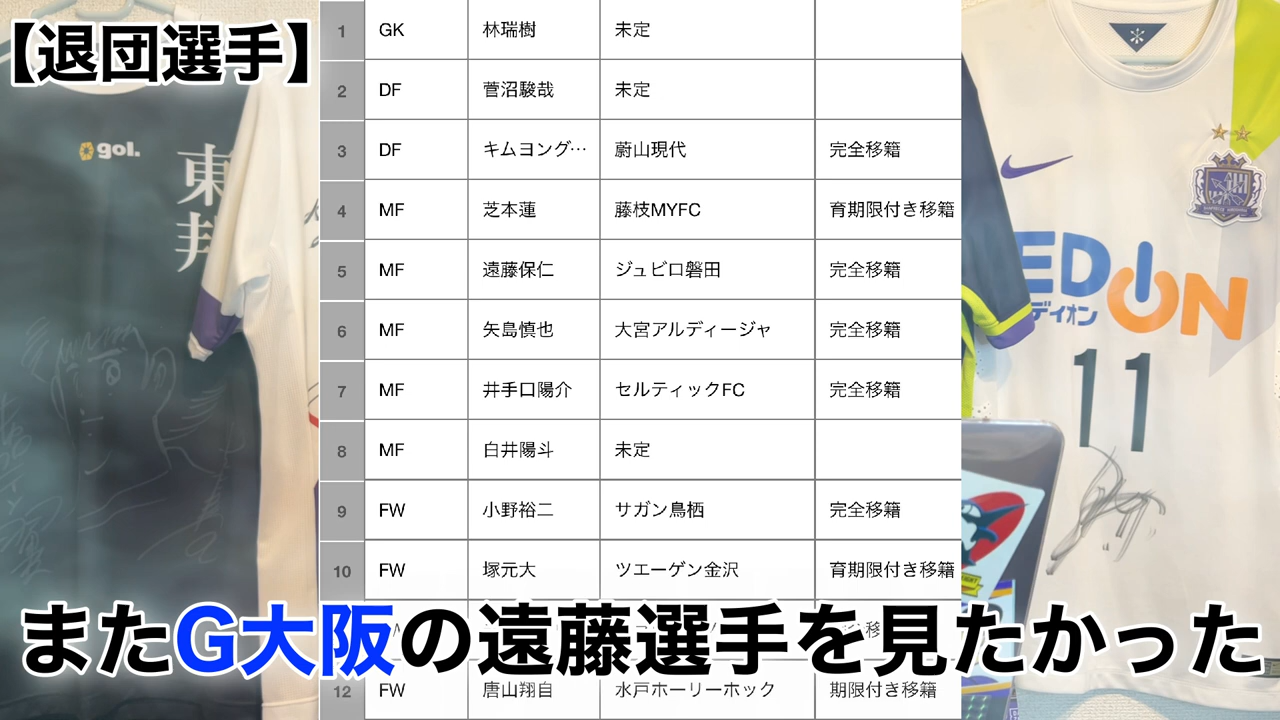 【退団選手】
1 GK 林瑞樹 未定
2 DF 菅沼駿哉 未定
3 DF キムヨング… 蔚山現代 完全移籍
4 MF 芝本蓮 藤枝MYFC 育期限付き移籍
5 MF 遠藤保仁 ジュビロ磐田 完全移籍
6 MF 矢島慎也 大宮アルディージャ 完全移籍
7 MF 井手口陽介 セルティックFC 完全移籍
8 MF 白井陽斗 未定
9 FW 小野裕二 サガン鳥栖 完全移籍
10 FW 塚元大 ツエーゲン金沢 育期限付き移籍
またG大阪の遠藤選手を見たかった
12 FW 唐山翔自 水戸ホーリーホック 期限付き移籍
gol.
東邦
EDION
ディオン
11